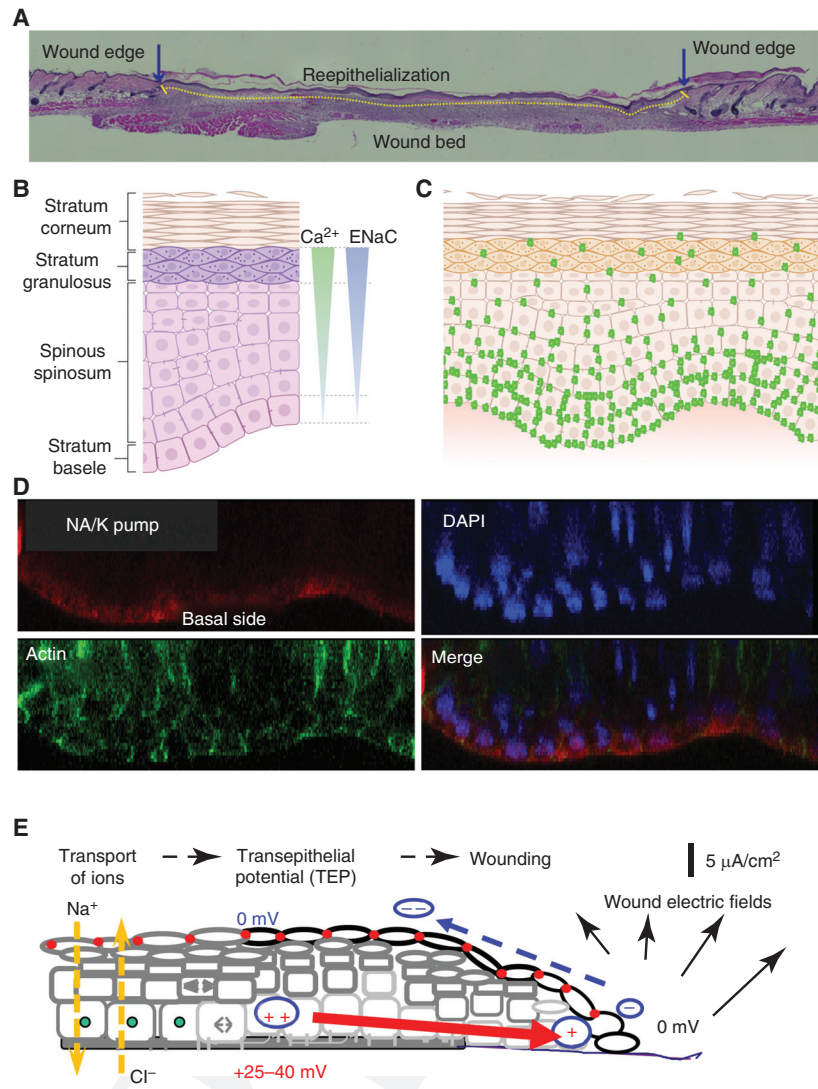 A
Wound edge
Wound edge
Reepithelialization
Wound bed
B
C
Stratum
corneum
Ca²⁺ ENaC
Stratum
granulosus
Spinous
spinosum
Stratum
basele
D
NA/K pump
Basal side
DAPI
Actin
Merge
E
Transport
of ions
Transepithelial
potential (TEP)
Wounding
5 μA/cm²
Wound electric fields
Na⁺
0 mV
− −
+ +
+
−
0 mV
Cl⁻
+25–40 mV